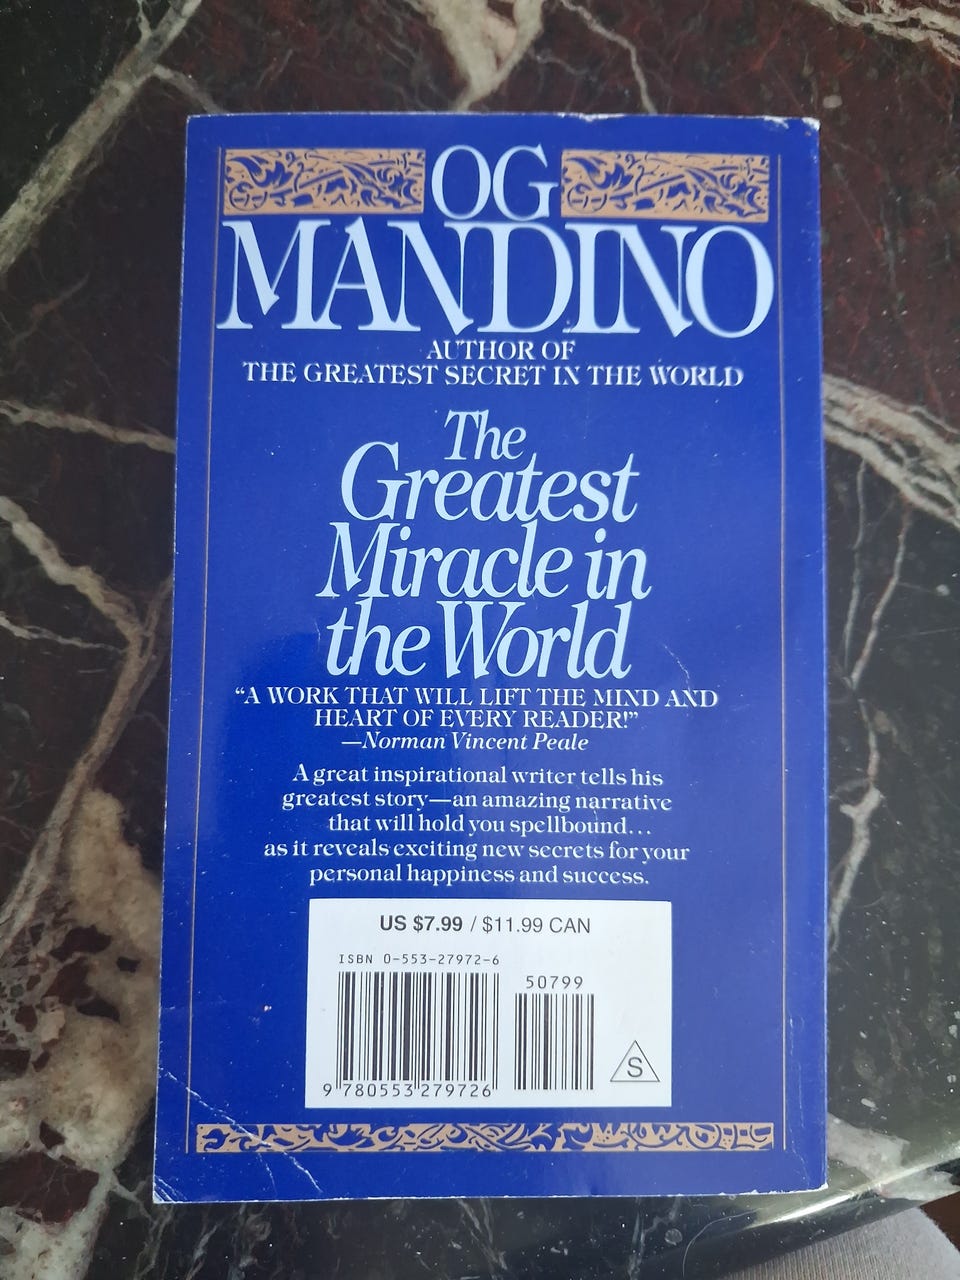 OG
MANDINO
AUTHOR OF
THE GREATEST SECRET IN THE WORLD
The
Greatest
Miracle in
the World
“A WORK THAT WILL LIFT THE MIND AND
HEART OF EVERY READER!”
—Norman Vincent Peale
A great inspirational writer tells his
greatest story—an amazing narrative
that will hold you spellbound...
as it reveals exciting new secrets for your
personal happiness and success.
US $7.99 / $11.99 CAN
ISBN 0-553-27972-6
50799
S
9 780553 279726